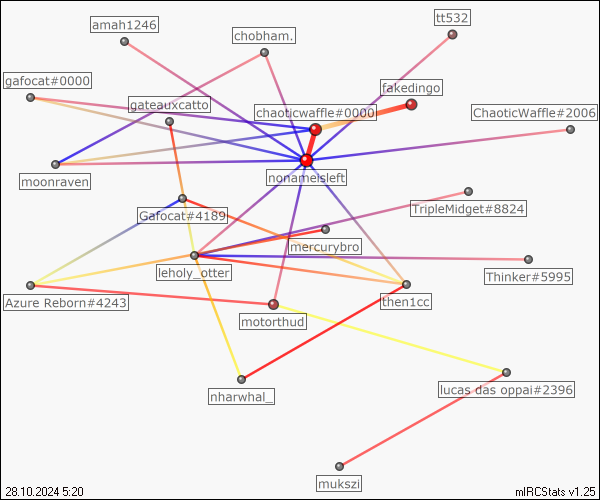 amah1246
tt532
chobham.
gafocat#0000
fakedingo
gateauxcatto
chaoticwaffle#0000
ChaoticWaffle#2006
nonameisleft
moonraven
Gafocat#4189
TripleMidget#8824
mercurybro
leholy_otter
Thinker#5995
Azure Reborn#4243
then1cc
motorthud
nharwhal_
lucas das oppai#2396
mukszi
28.10.2024 5:20
mIRCStats v1.25